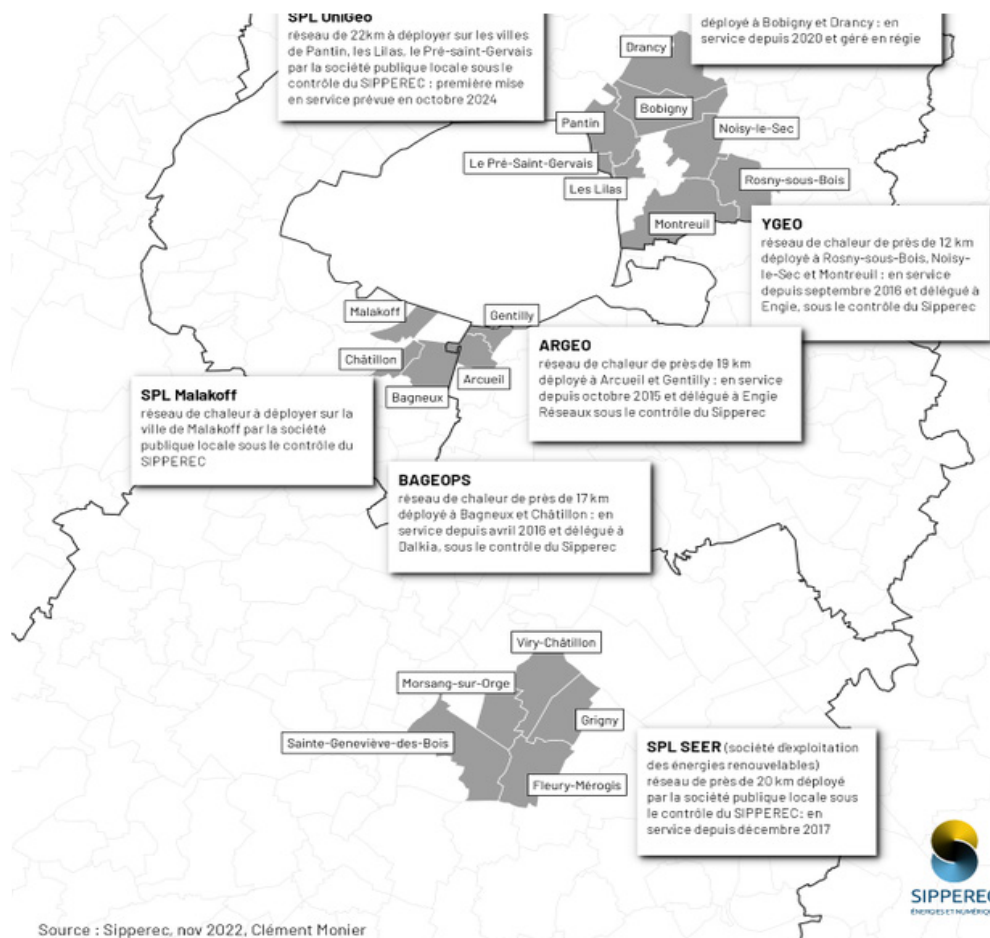 SPL UniGéo
réseau de 22km à déployer sur les villes
de Pantin, les Lilas, le Pré-saint-Gervais
par la société publique locale sous le
contrôle du SIPPEREC : première mise
en service prévue en octobre 2024
déployé à Bobigny et Drancy : en
service depuis 2020 et géré en régie
Drancy
Bobigny
Pantin
Noisy-le-Sec
Le Pré-Saint-Gervais
Rosny-sous-Bois
Les Lilas
Montreuil
YGEO
réseau de chaleur de près de 12 km
déployé à Rosny-sous-Bois, Noisy-
le-Sec et Montreuil : en service
depuis septembre 2016 et délégué à
Engie, sous le contrôle du Sipperec
Malakoff
Gentilly
Châtillon
Arcueil
Bagneux
ARGEO
réseau de chaleur de près de 19 km
déployé à Arcueil et Gentilly : en service
depuis octobre 2015 et délégué à Engie
Réseaux sous le contrôle du Sipperec
SPL Malakoff
réseau de chaleur à déployer sur la
ville de Malakoff par la société
publique locale sous le contrôle du
SIPPEREC
BAGEOPS
réseau de chaleur de près de 17 km
déployé à Bagneux et Châtillon : en
service depuis avril 2016 et délégué à
Dalkia, sous le contrôle du Sipperec
Viry-Châtillon
Morsang-sur-Orge
Grigny
Sainte-Geneviève-des-Bois
Fleury-Mérogis
SPL SEER (société d'exploitation
des énergies renouvelables)
réseau de près de 20 km déployé
par la société publique locale sous
le contrôle du SIPPEREC: en
service depuis décembre 2017
SIPPEREC
ÉNERGIES ET NUMÉRIQUE
Source : Sipperec, nov 2022, Clément Monier